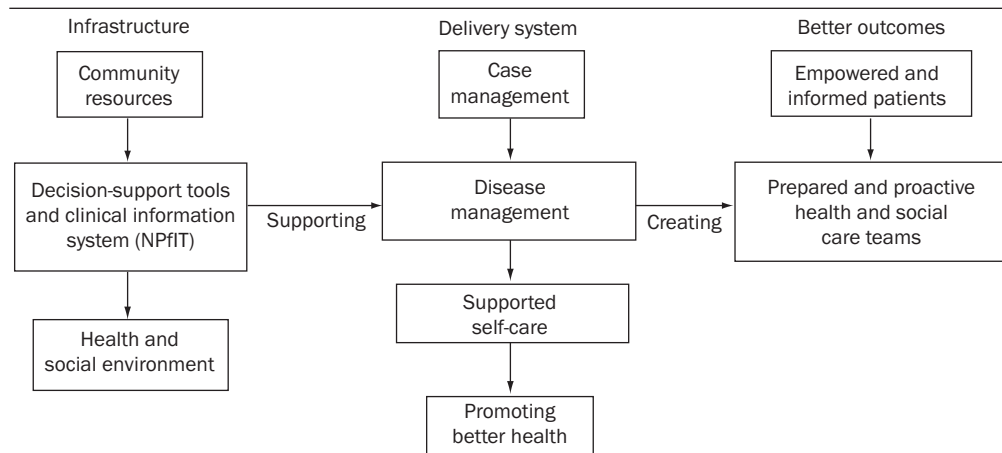 Infrastructure
Delivery system
Better outcomes
Community
resources
Case
management
Empowered and
informed patients
Decision-support tools
and clinical information
system (NPfIT)
Supporting
Disease
management
Creating
Prepared and proactive
health and social
care teams
Supported
self-care
Health and
social environment
Promoting
better health